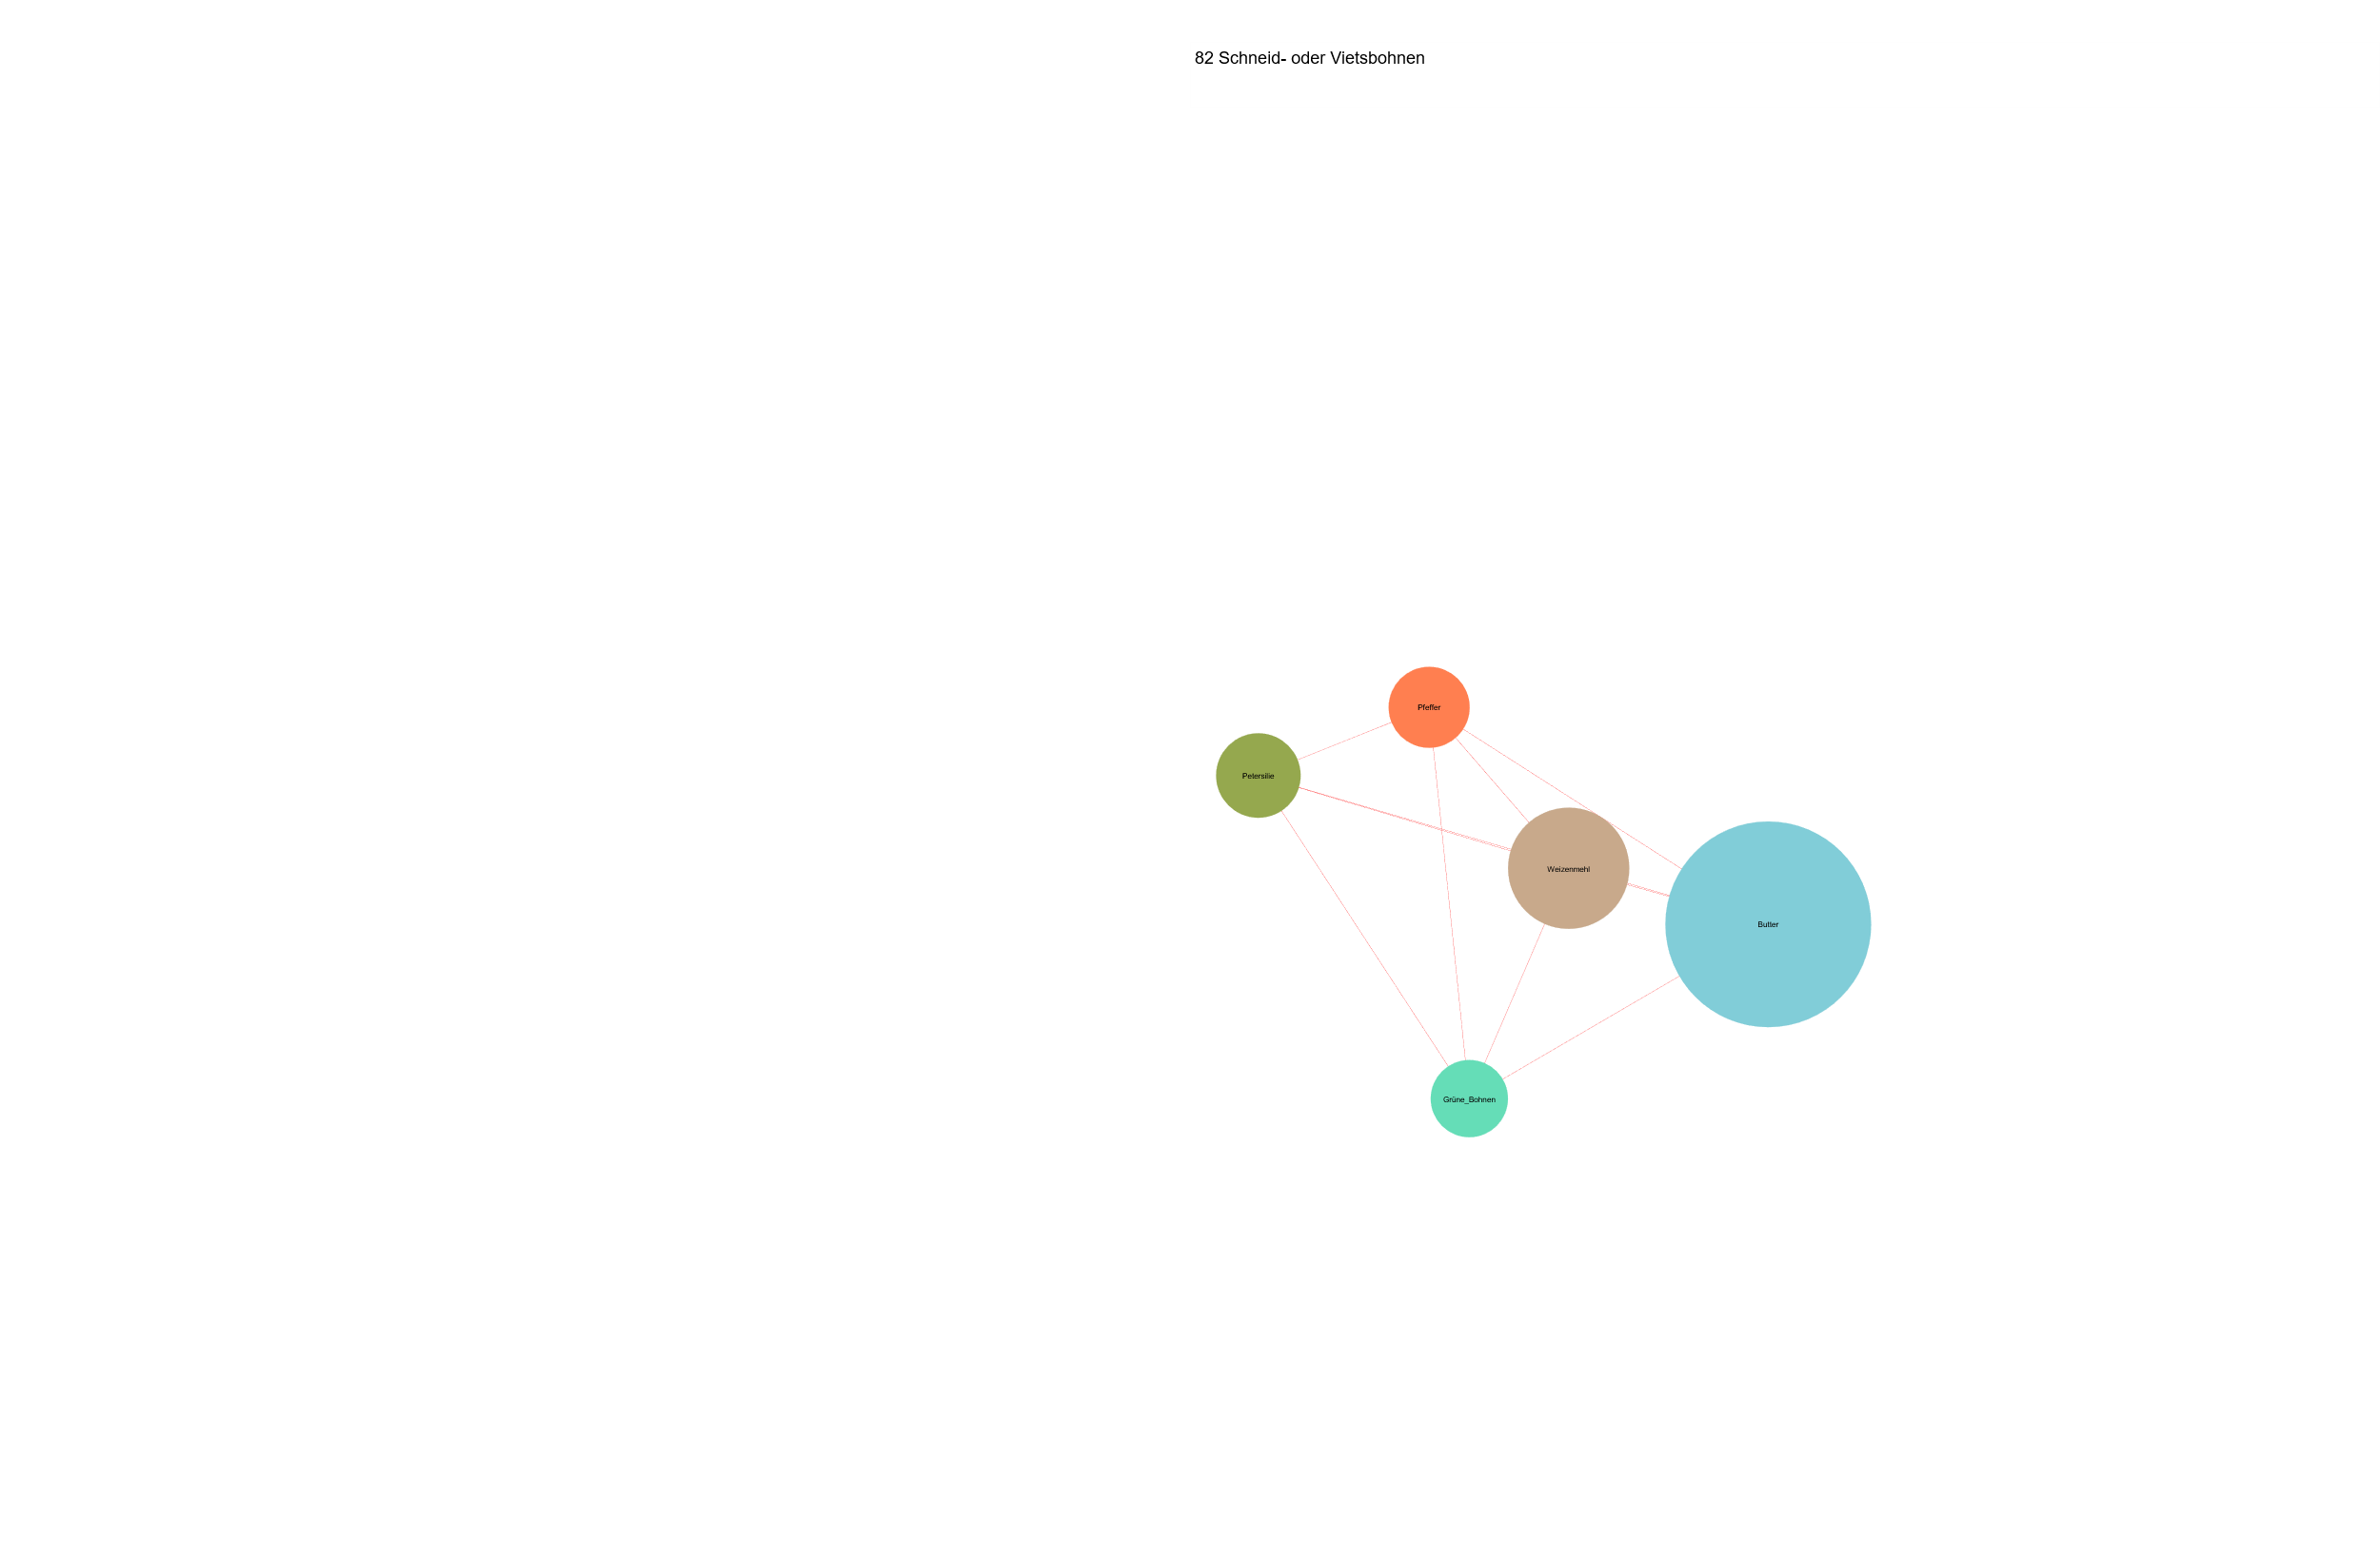 82 Schneid- oder Vietsbohnen
Pfeffer
Petersilie
Weizenmehl
Butter
Grüne_Bohnen